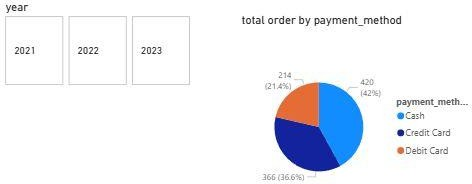 year
2021
2022
2023
total order by payment_method
214
(21.4%)
420
(42%)
366 (36.6%)
payment_meth...
Cash
Credit Card
Debit Card